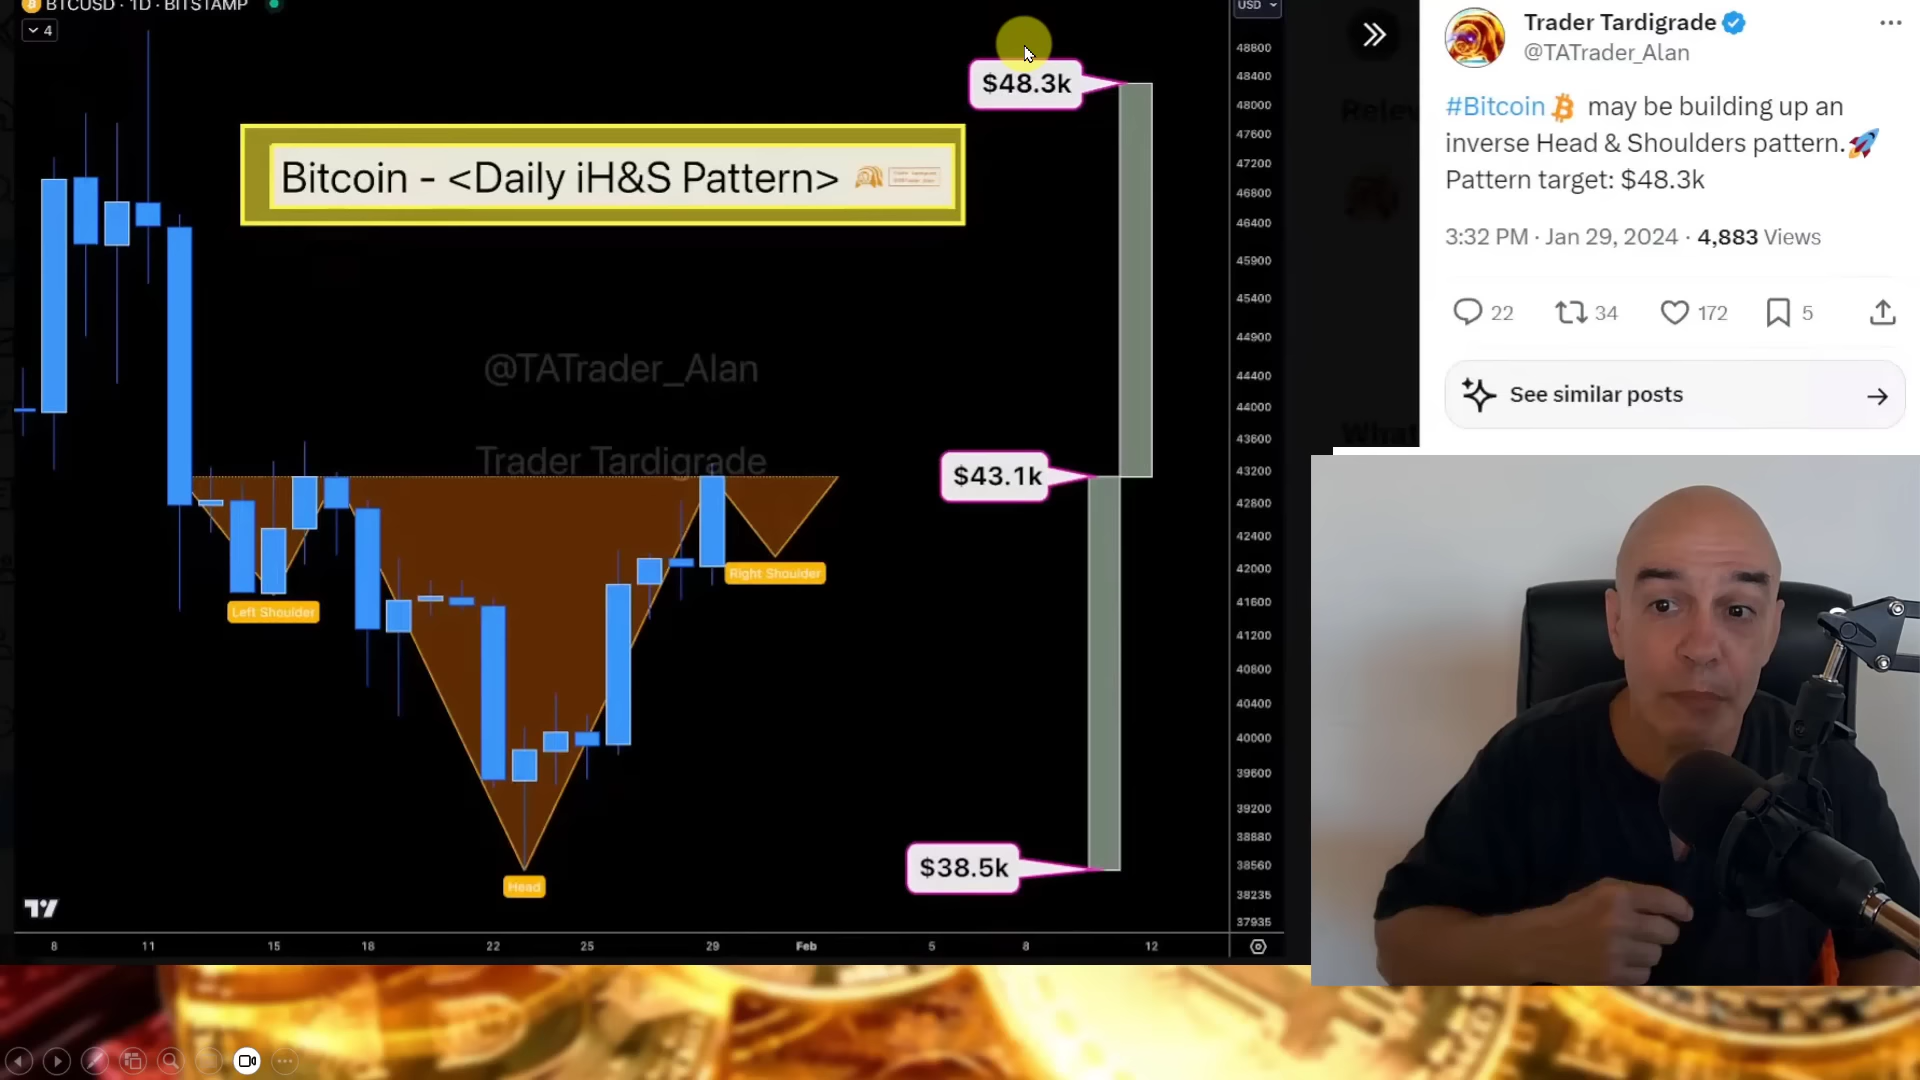 BTCUSD · 1D · BITSTAMP
4
USD
Bitcoin - <Daily iH&S Pattern>
@TATrader_Alan
Trader Tardigrade
$48.3k
$43.1k
$38.5k
Left Shoulder
Head
Right Shoulder
48800
48400
48000
47600
47200
46800
46400
45900
45400
44900
44400
44000
43600
43200
42800
42400
42000
41600
41200
40800
40400
40000
39600
39200
38880
38560
38235
37935
8
11
15
18
22
25
29
Feb
5
8
12
Trader Tardigrade
@TATrader_Alan
#Bitcoin may be building up an
inverse Head & Shoulders pattern.
Pattern target: $48.3k
3:32 PM · Jan 29, 2024 · 4,883 Views
22
34
172
5
See similar posts